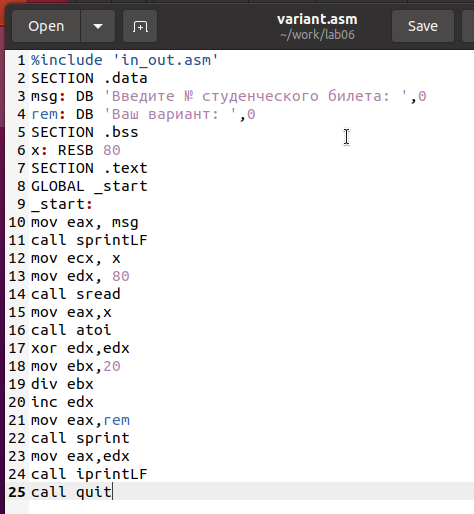 Open
variant.asm
~/work/lab06
Save
1 %include 'in_out.asm'
2 SECTION .data
3 msg: DB 'Введите № студенческого билета: ',0
4 rem: DB 'Ваш вариант: ',0
5 SECTION .bss
6 x: RESB 80
7 SECTION .text
8 GLOBAL _start
9 _start:
10 mov eax, msg
11 call sprintLF
12 mov ecx, x
13 mov edx, 80
14 call sread
15 mov eax,x
16 call atoi
17 xor edx,edx
18 mov ebx,20
19 div ebx
20 inc edx
21 mov eax,rem
22 call sprint
23 mov eax,edx
24 call iprintLF
25 call quit